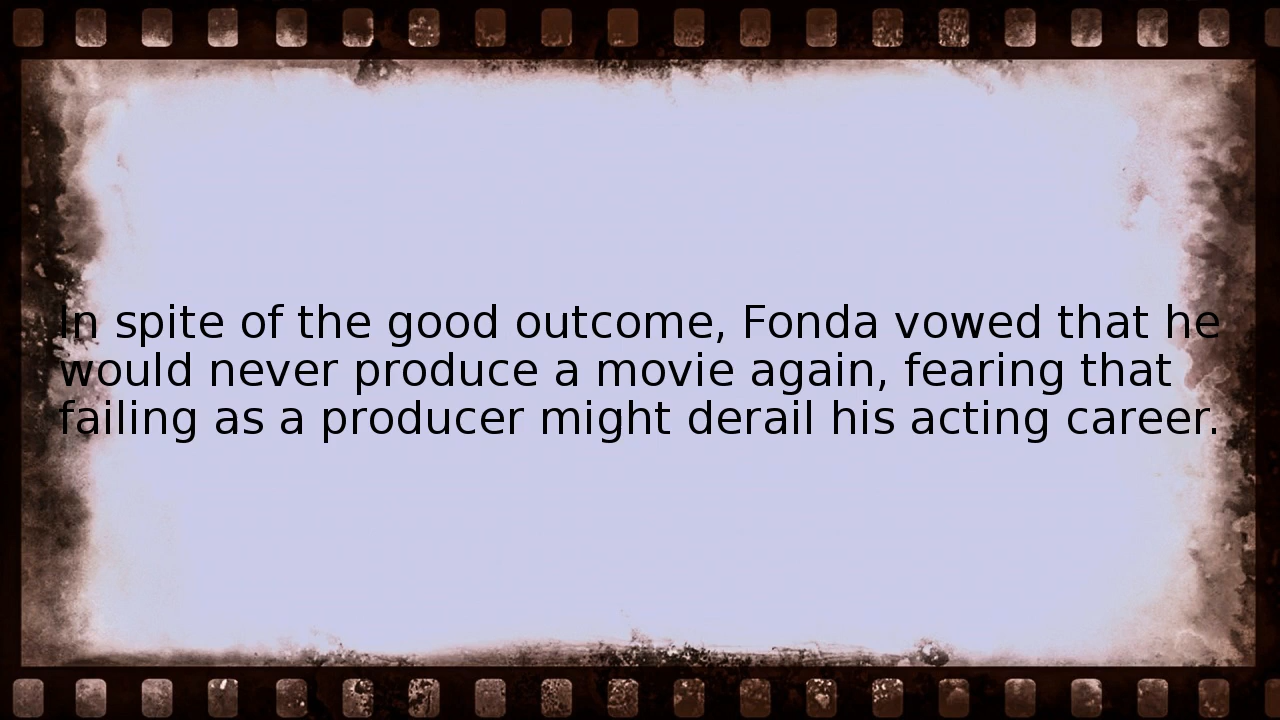 In spite of the good outcome, Fonda vowed that he
would never produce a movie again, fearing that
failing as a producer might derail his acting career.